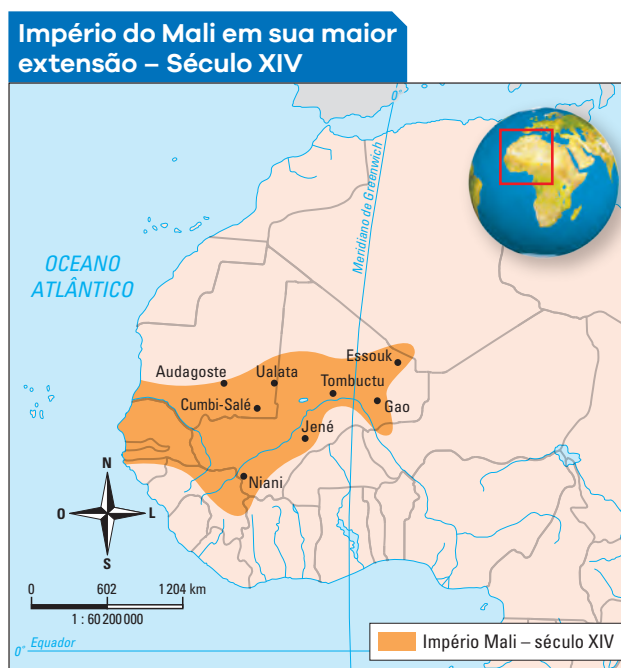 Império do Mali em sua maior
extensão – Século XIV
0°
Meridiano de Greenwich
OCEANO
ATLÂNTICO
Essouk
Audagoste
Ualata
Tombuctu
Cumbi-Salé
Gao
Jené
Niani
N
O
L
S
0 602 1 204 km
1 : 60 200 000
0° Equador
Império Mali – século XIV